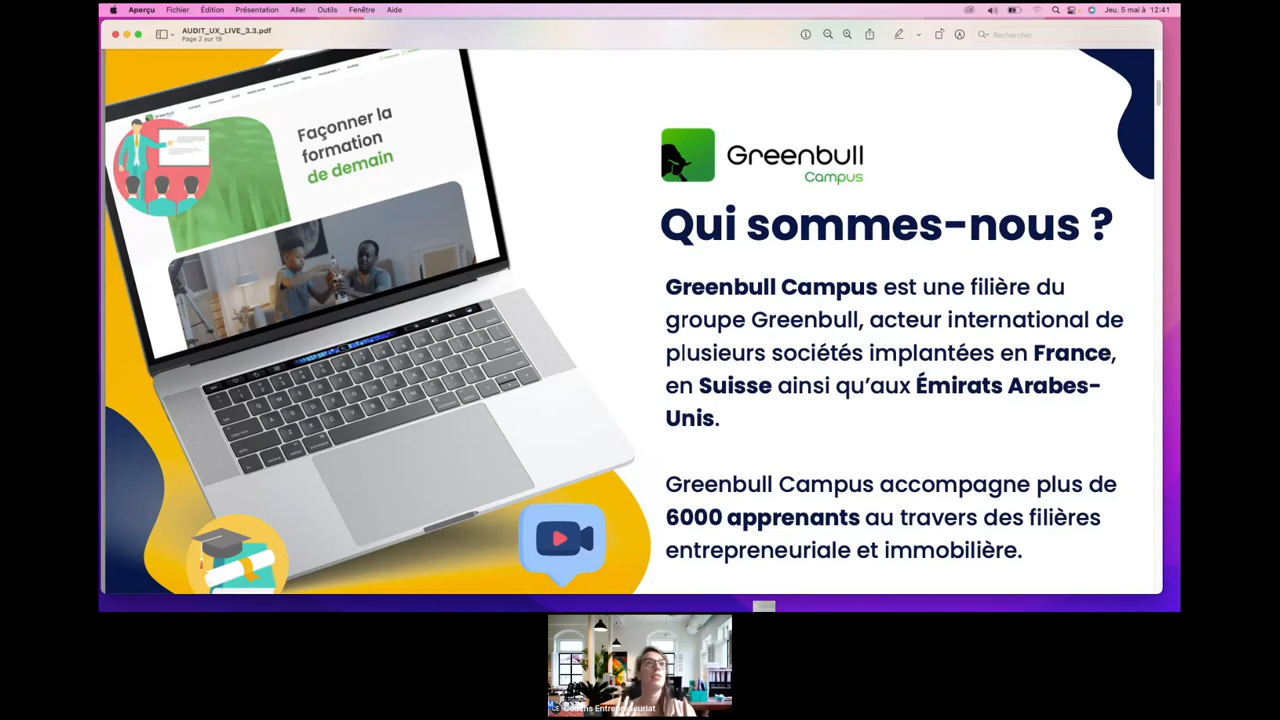 Aperçu Fichier Édition Présentation Aller Outils Fenêtre Aide
Jeu. 5 mai à 12:41
AUDIT_UX_LIVE_3.3.pdf
Page 2 sur 19
Rechercher
Façonner la
formation
de demain
Greenbull
Campus
Qui sommes-nous ?
Greenbull Campus est une filière du
groupe Greenbull, acteur international de
plusieurs sociétés implantées en France,
en Suisse ainsi qu'aux Émirats Arabes-
Unis.
Greenbull Campus accompagne plus de
6000 apprenants au travers des filières
entrepreneuriale et immobilière.
Entrepreneuriat